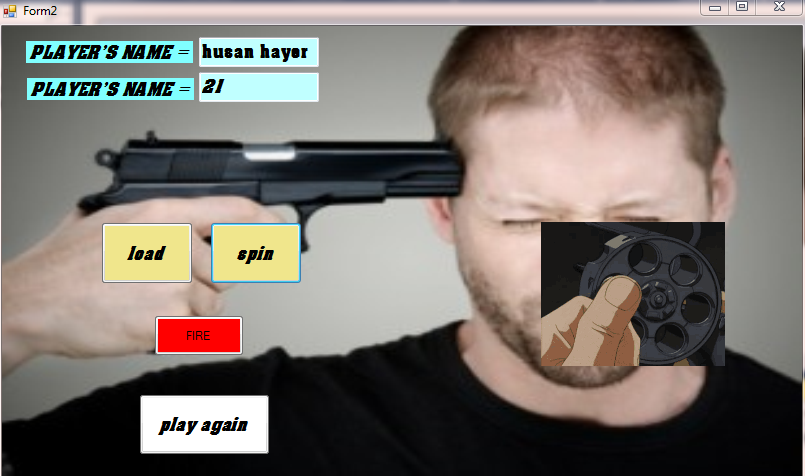 Form2
PLAYER'S NAME = husan hayer
PLAYER'S NAME = 21
load
spin
FIRE
play again